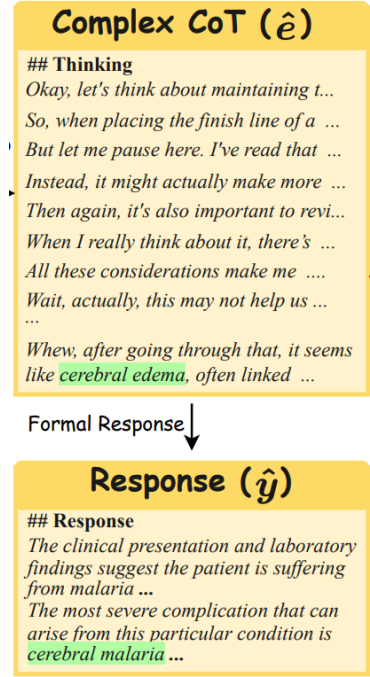 Complex CoT (ê)
## Thinking
Okay, let's think about maintaining t...
So, when placing the finish line of a ...
But let me pause here. I've read that ...
Instead, it might actually make more ...
Then again, it's also important to revi...
When I really think about it, there's ...
All these considerations make me ....
Wait, actually, this may not help us ...
...
Whew, after going through that, it seems
like cerebral edema, often linked ...
Formal Response
Response (ŷ)
## Response
The clinical presentation and laboratory
findings suggest the patient is suffering
from malaria ...
The most severe complication that can
arise from this particular condition is
cerebral malaria ...